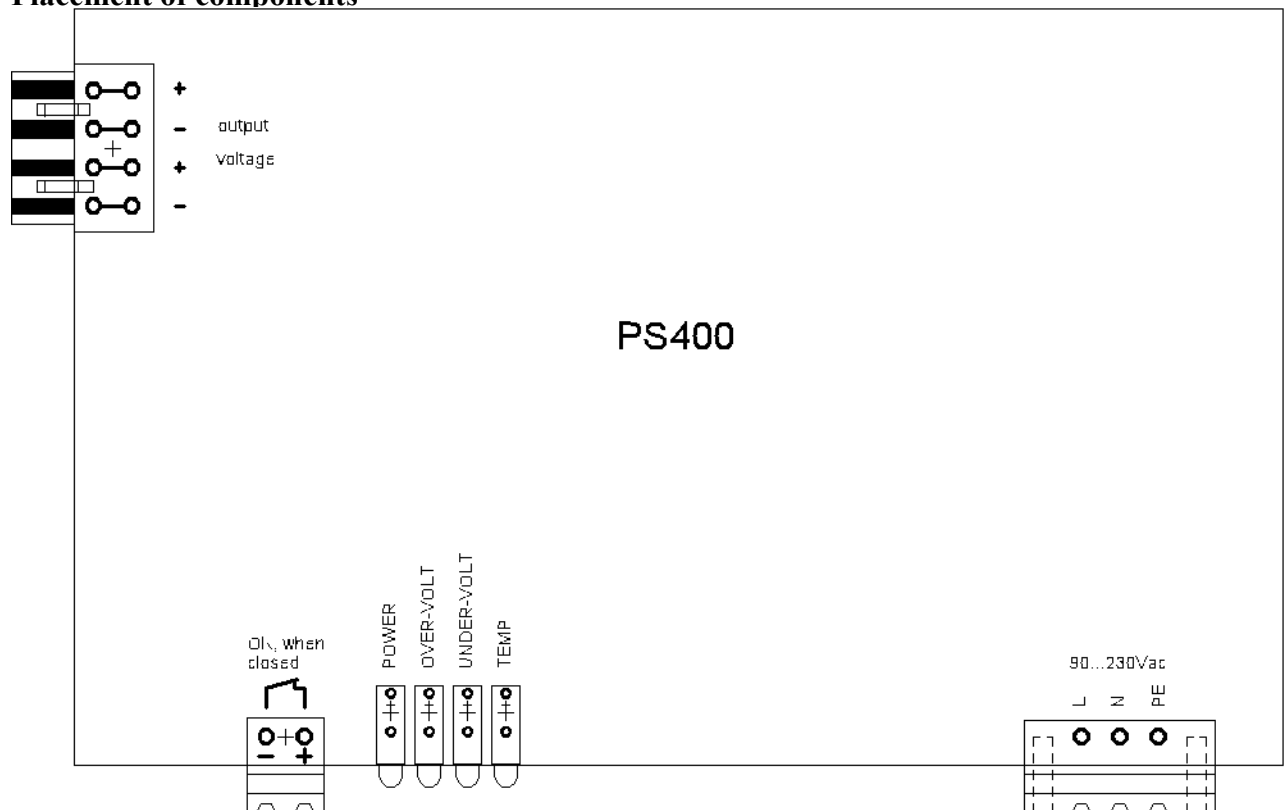 Placement of components
+
- output
+ voltage
-
PS400
POWER
OVER-VOLT
UNDER-VOLT
TEMP
Ok, when
closed
- +
90...230Vac
L N PE